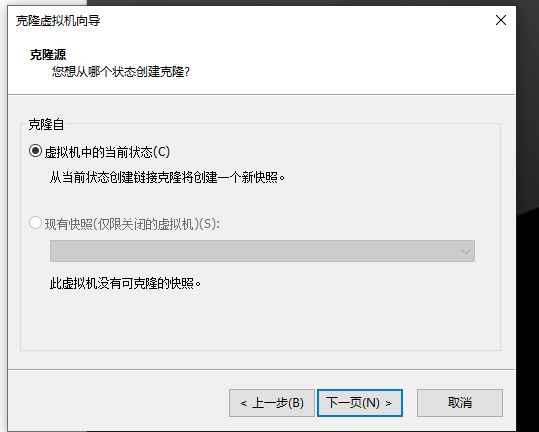 克隆虚拟机向导
克隆源
您想从哪个状态创建克隆?
克隆自
虚拟机中的当前状态(C)
从当前状态创建链接克隆将创建一个新快照。
现有快照(仅限关闭的虚拟机)(S):
此虚拟机没有可克隆的快照。
< 上一步(B) 下一页(N) > 取消